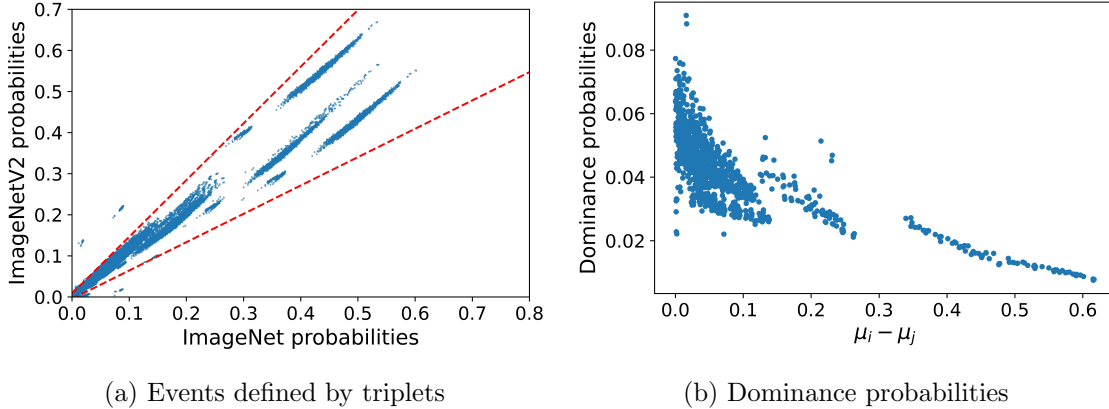 0.7
0.6
0.5
0.4
0.3
0.2
0.1
0.0
ImageNetV2 probabilities
0.0 0.1 0.2 0.3 0.4 0.5 0.6 0.7 0.8
ImageNet probabilities
(a) Events defined by triplets
0.08
0.06
0.04
0.02
Dominance probabilities
0.0 0.1 0.2 0.3 0.4 0.5 0.6
μi − μj
(b) Dominance probabilities